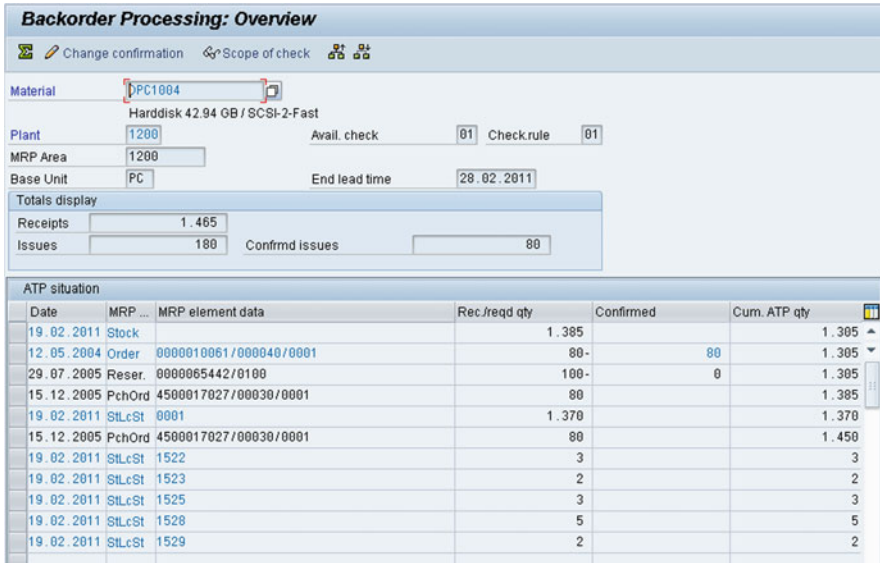 Backorder Processing: Overview
Change confirmation Scope of check
Material DPC1004
Harddisk 42.94 GB / SCSI-2-Fast
Plant 1200 Avail. check 01 Check.rule 01
MRP Area 1200
Base Unit PC End lead time 28.02.2011
Totals display
Receipts 1.465
Issues 180 Confrmd issues 80
ATP situation
Date MRP ... MRP element data Rec./reqd qty Confirmed Cum. ATP qty
19.02.2011 Stock 1.385 1.305
12.05.2004 Order 0000010061/000040/0001 80- 80 1.305
29.07.2005 Reser. 0000065442/0100 100- 0 1.305
15.12.2005 PchOrd 4500017027/00030/0001 80 1.385
19.02.2011 StLcSt 0001 1.370 1.370
15.12.2005 PchOrd 4500017027/00030/0001 80 1.450
19.02.2011 StLcSt 1522 3 3
19.02.2011 StLcSt 1523 2 2
19.02.2011 StLcSt 1525 3 3
19.02.2011 StLcSt 1528 5 5
19.02.2011 StLcSt 1529 2 2